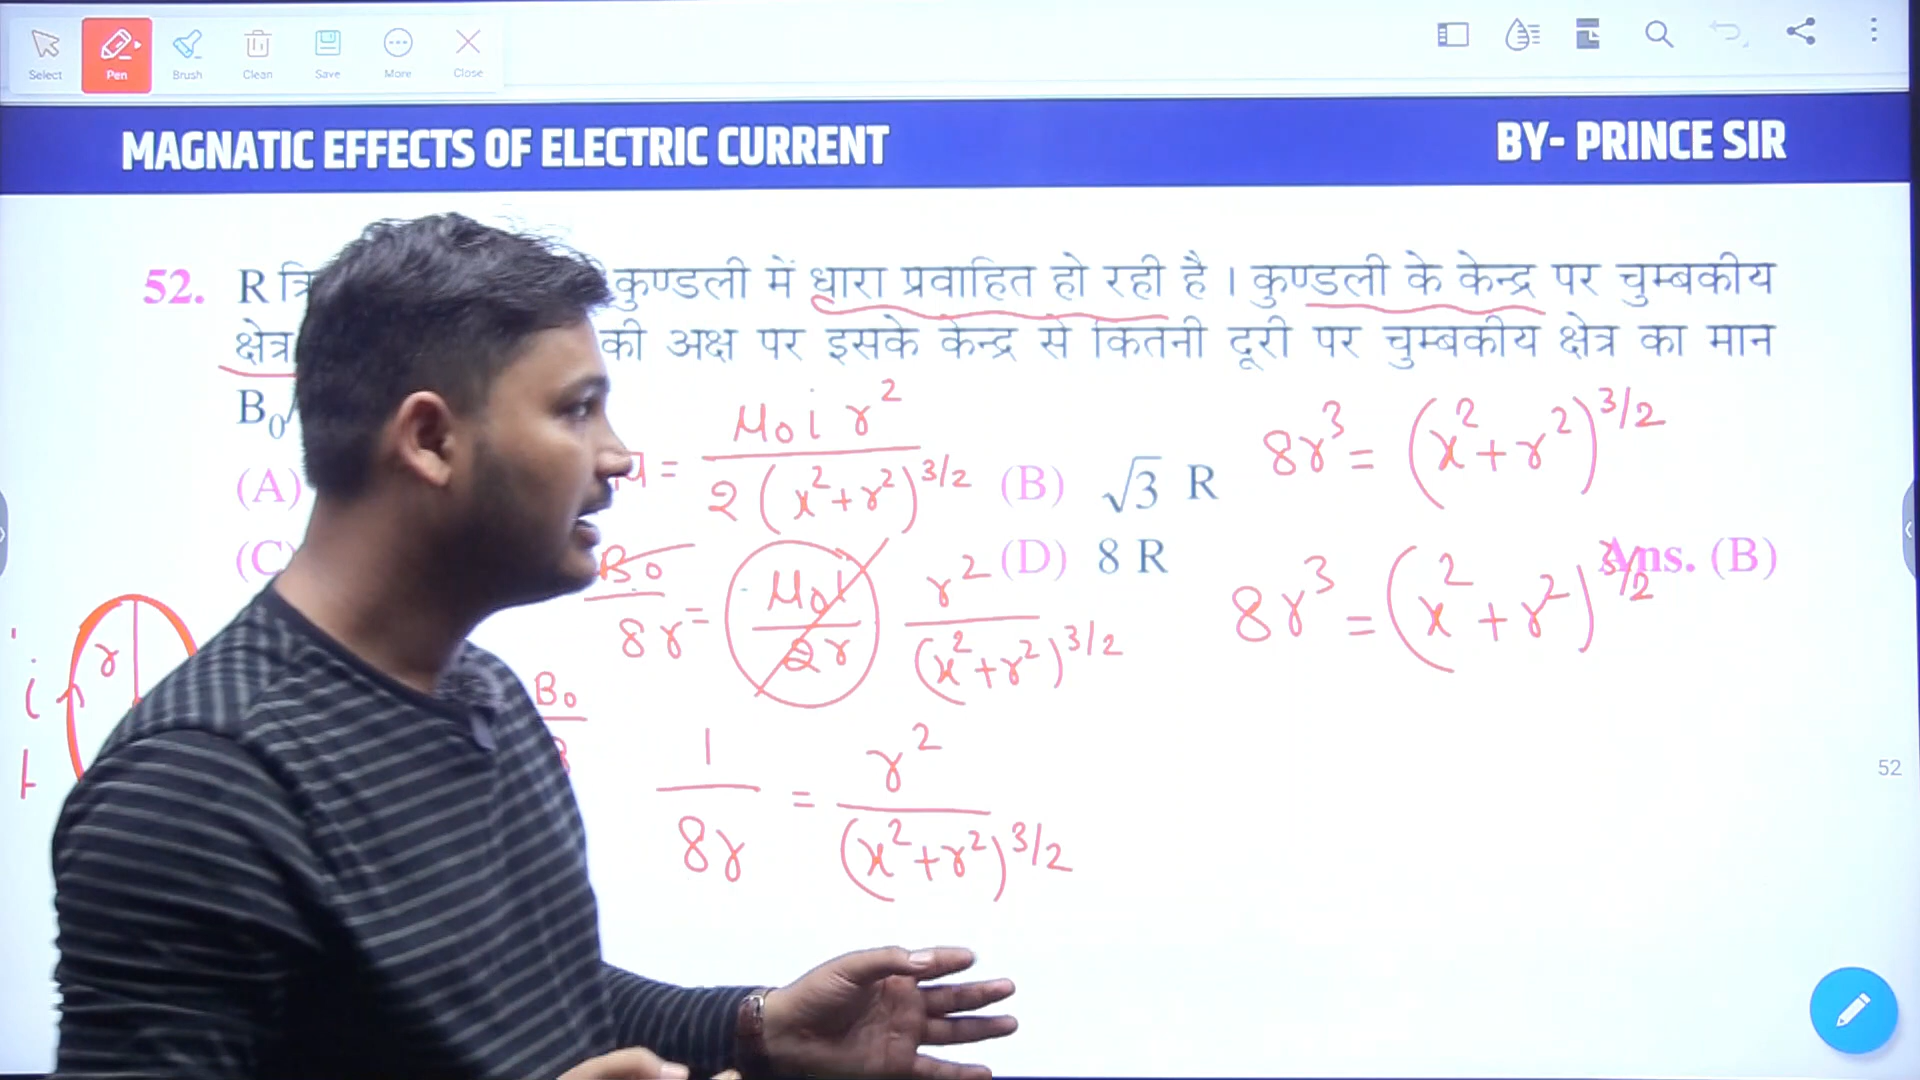 Select Pen Brush Clean Save More Close
MAGNATIC EFFECTS OF ELECTRIC CURRENT BY- PRINCE SIR
52. R कुण्डली में धारा प्रवाहित हो रही है । कुण्डली के केन्द्र पर चुम्बकीय
क्षेत्र की अक्ष पर इसके केन्द्र से कितनी दूरी पर चुम्बकीय क्षेत्र का मान
B₀/
= μ₀ i r² / 2 (x²+r²)^3/2
8r³ = (x²+r²)^3/2
(A) (B) √3 R
(C) (D) 8 R Ans. (B)
B₀ / 8r = μ₀i / 2r r² / (x²+r²)^3/2
8r³ = (x²+r²)^3/2
i r
B₀
1 / 8r = r² / (x²+r²)^3/2
52